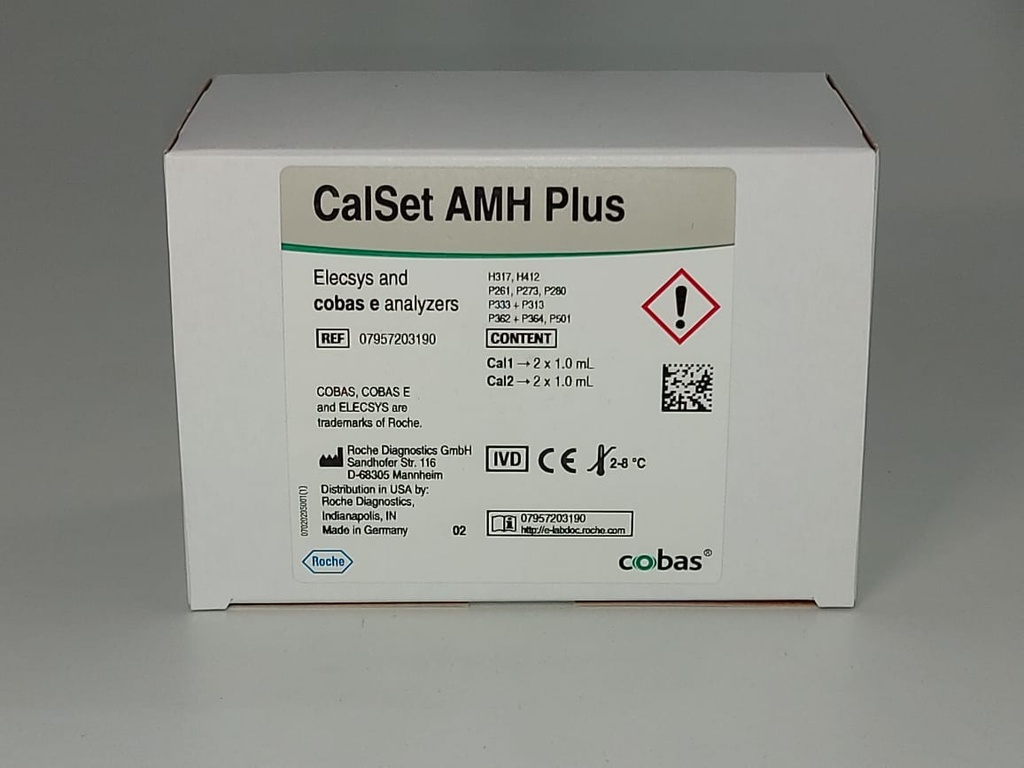 CalSet AMH Plus
Elecsys and
cobas e analyzers
REF 07957203190
H317, H412
P261, P273, P280
P333 + P313
P362 + P364, P501
CONTENT
Cal1 → 2 x 1.0 mL
Cal2 → 2 x 1.0 mL
COBAS, COBAS E
and ELECSYS are
trademarks of Roche.
Roche Diagnostics GmbH
Sandhofer Str. 116
D-68305 Mannheim
Distribution in USA by:
Roche Diagnostics,
Indianapolis, IN
Made in Germany 02
IVD CE 2-8 °C
07957203190
http://e-labdoc.roche.com
Roche
cobas®